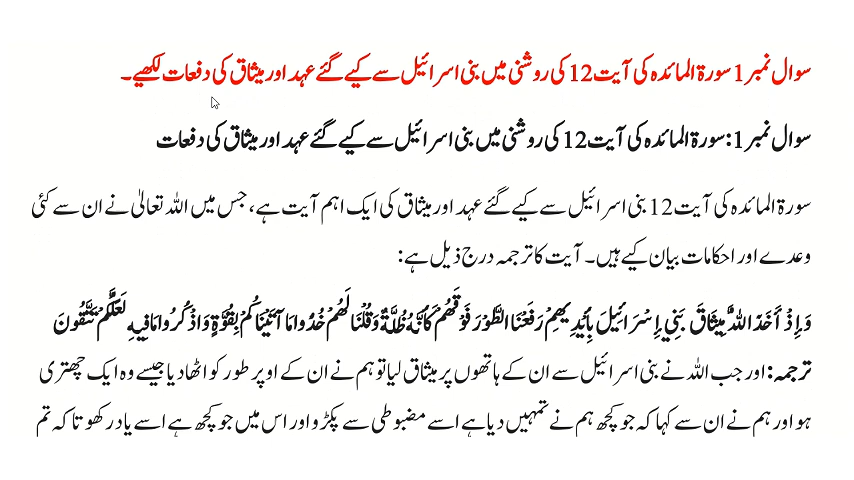 سوال نمبر 1 سورۃ المائدہ کی آیت 12 کی روشنی میں بنی اسرائیل سے کیے گئے عہد اور میثاق کی دفعات لکھیے۔
سوال نمبر 1: سورۃ المائدہ کی آیت 12 کی روشنی میں بنی اسرائیل سے کیے گئے عہد اور میثاق کی دفعات
سورۃ المائدہ کی آیت 12 بنی اسرائیل سے کیے گئے عہد اور میثاق کی ایک اہم آیت ہے، جس میں اللہ تعالیٰ نے ان سے کئی
وعدے اور احکامات بیان کیے ہیں۔ آیت کا ترجمہ درج ذیل ہے:
وَإِذْ أَخَذَ اللَّهُ مِيثَاقَ بَنِي إِسْرَائِيلَ بِأَيْدِيهِمْ رَفَعْنَا الطُّوْرَ فَوْقَهُمْ كَأَنَّهُ ظُلَّةٌ وَقُلْنَا لَهُمْ خُذُوا مَا آتَيْنَاكُمْ بِقُوَّةٍ وَاذْكُرُوا مَا فِيهِ لَعَلَّكُمْ تَتَّقُونَ
ترجمہ: اور جب اللہ نے بنی اسرائیل سے ان کے ہاتھوں پر میثاق لیا تو ہم نے ان کے اوپر طور کو اٹھا دیا جیسے وہ ایک چھتری
ہو اور ہم نے ان سے کہا کہ جو کچھ ہم نے تمہیں دیا ہے اسے مضبوطی سے پکڑو اور اس میں جو کچھ ہے اسے یاد رکھو تا کہ تم